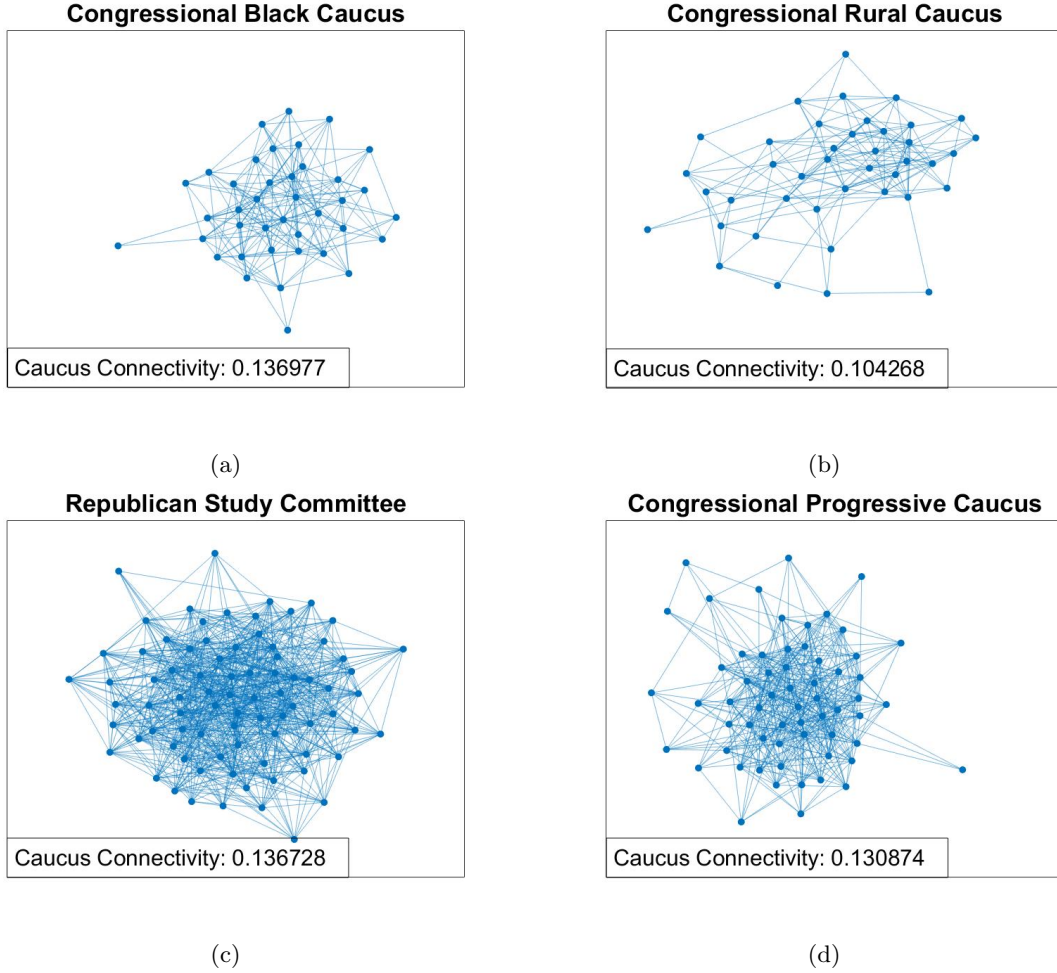 Congressional Black Caucus
Congressional Rural Caucus
Caucus Connectivity: 0.136977
Caucus Connectivity: 0.104268
(a)
(b)
Republican Study Committee
Congressional Progressive Caucus
Caucus Connectivity: 0.136728
Caucus Connectivity: 0.130874
(c)
(d)